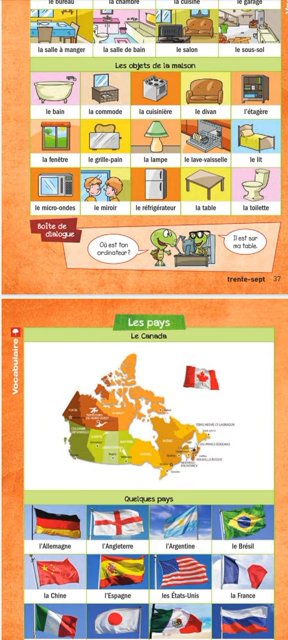 le bureau la chambre la cuisine le garage
la salle à manger la salle de bain le salon le sous-sol
Les objets de la maison
le bain la commode la cuisinière le divan l'étagère
la fenêtre le grille-pain la lampe le lave-vaisselle le lit
le micro-ondes le miroir le réfrigérateur la table la toilette
Boîte de
dialogue
Où est ton
ordinateur?
Il est sur
ma table.
trente-sept 37
Vocabulaire
Les pays
Le Canada
Quelques pays
l'Allemagne l'Angleterre l'Argentine le Brésil
la Chine l'Espagne les États-Unis la France